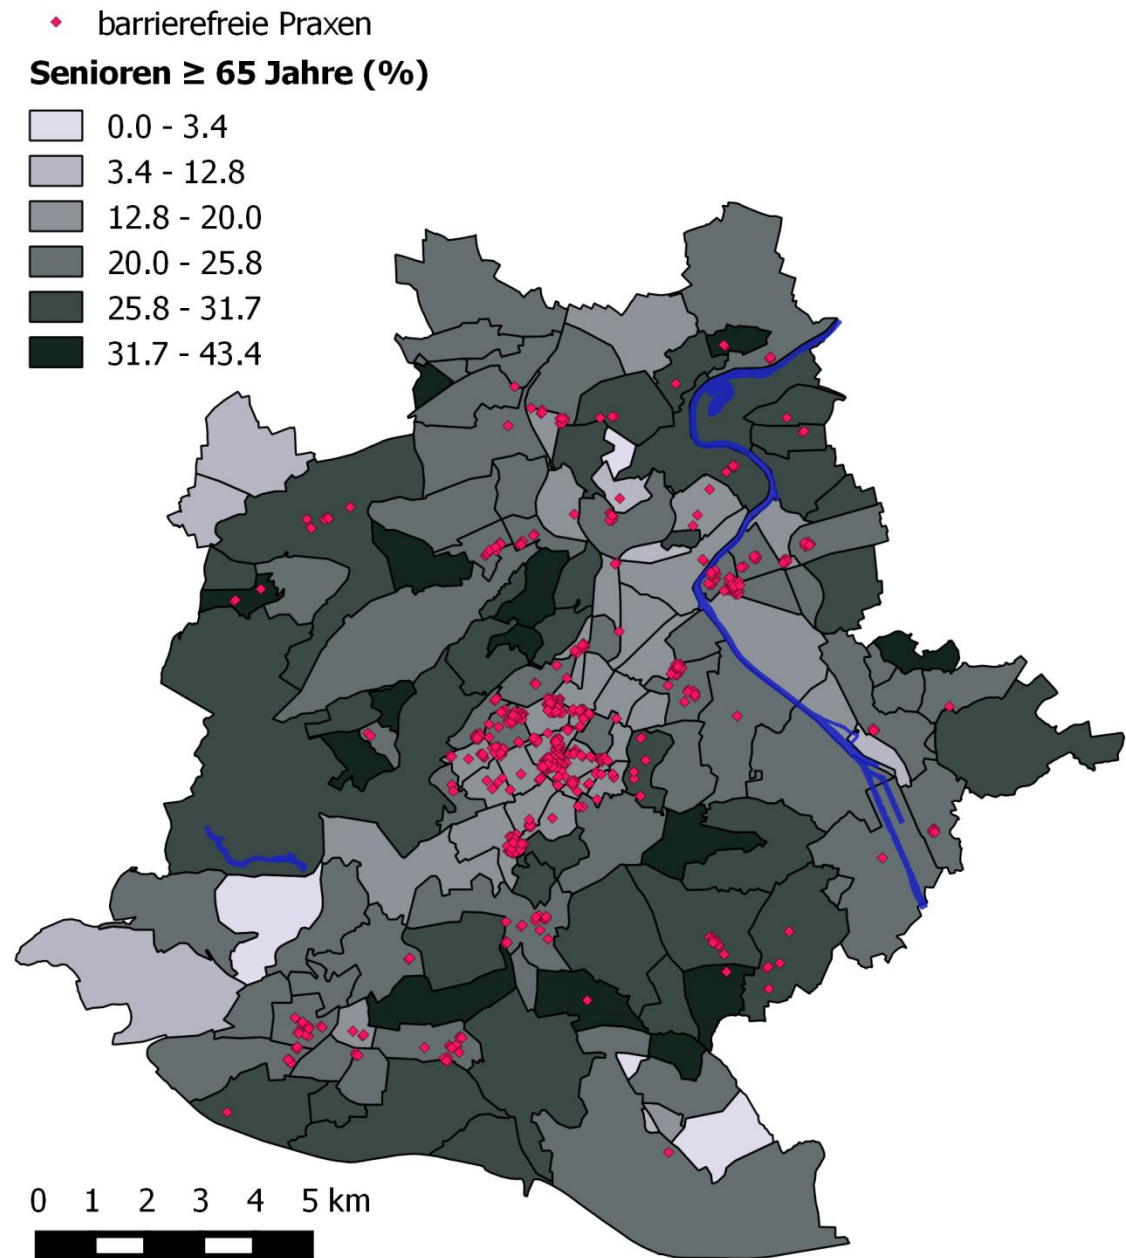 barrierefreie Praxen
Senioren ≥ 65 Jahre (%)
0.0 - 3.4
3.4 - 12.8
12.8 - 20.0
20.0 - 25.8
25.8 - 31.7
31.7 - 43.4
0 1 2 3 4 5 km